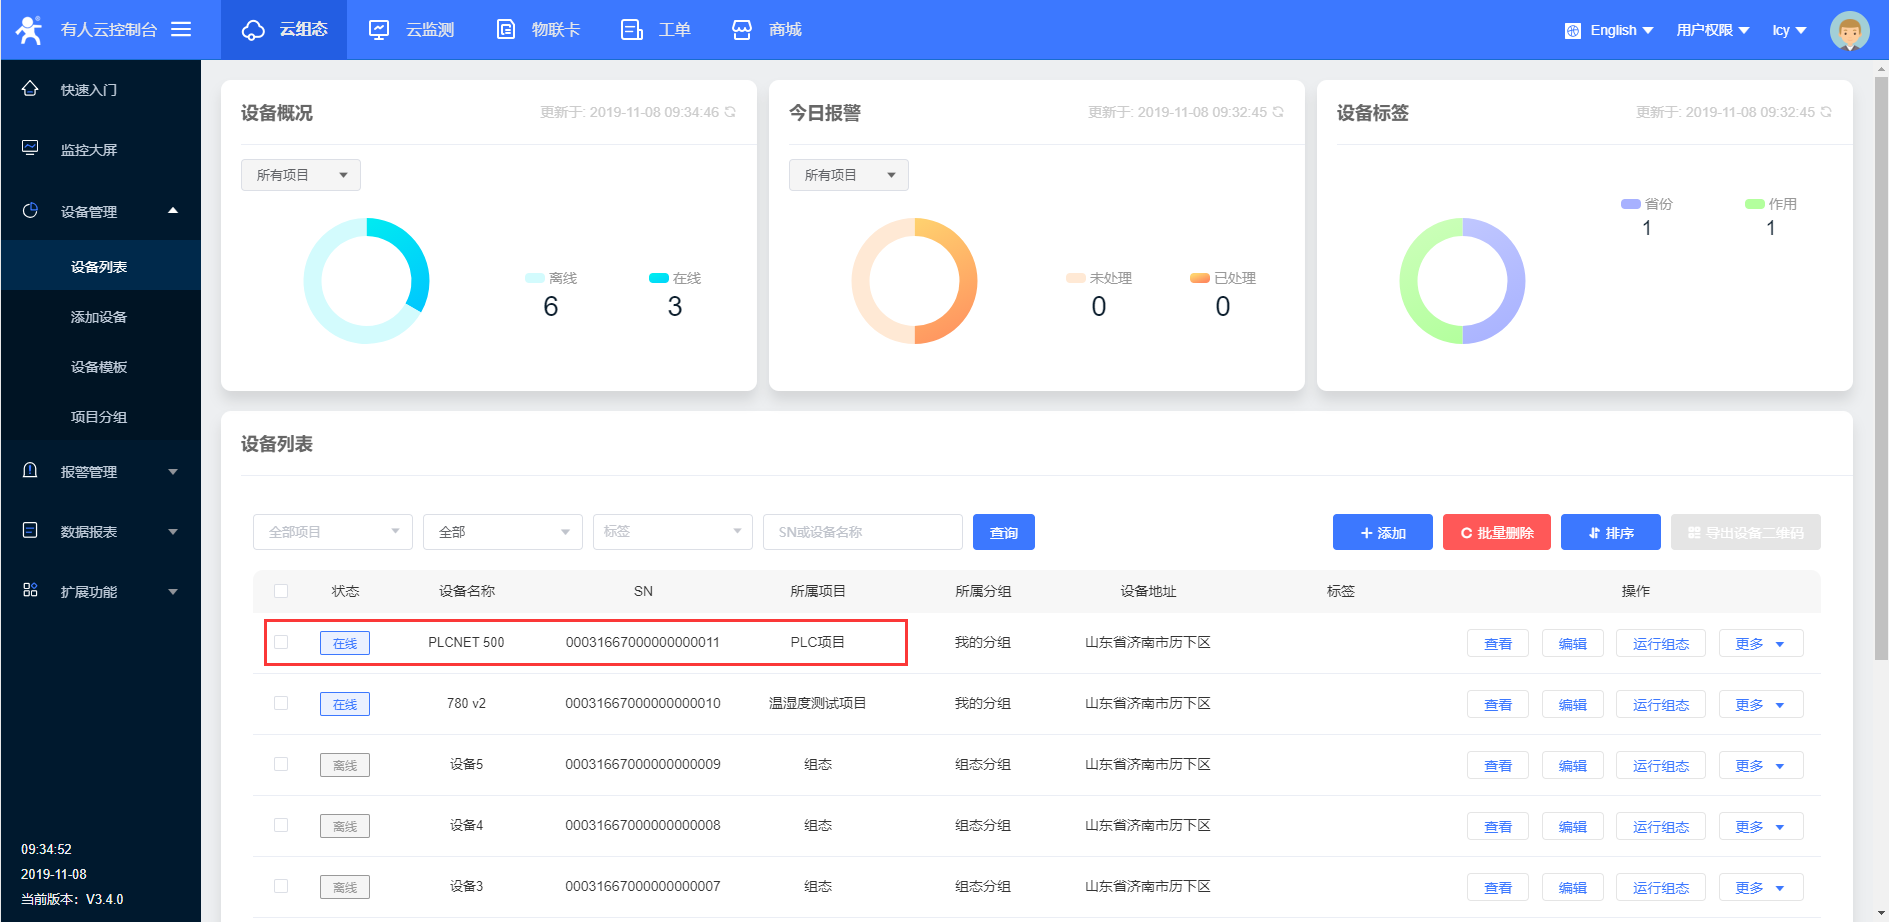 有人云控制台
云组态
云监测
物联卡
工单
商城
English
用户权限
lcy
快速入门
监控大屏
设备管理
设备列表
添加设备
设备模板
项目分组
报警管理
数据报表
扩展功能
09:34:52
2019-11-08
当前版本：V3.4.0
设备概况 更新于: 2019-11-08 09:34:46
所有项目
离线 在线
6 3
今日报警 更新于: 2019-11-08 09:32:45
所有项目
未处理 已处理
0 0
设备标签 更新于: 2019-11-08 09:32:45
省份 作用
1 1
设备列表
全部项目 全部 标签 SN或设备名称 查询 添加 批量删除 排序 导出设备二维码
状态 设备名称 SN 所属项目 所属分组 设备地址 标签 操作
在线 PLCNET 500 00031667000000000011 PLC项目 我的分组 山东省济南市历下区 查看 编辑 运行组态 更多
在线 780 v2 00031667000000000010 温湿度测试项目 我的分组 山东省济南市历下区 查看 编辑 运行组态 更多
离线 设备5 00031667000000000009 组态 组态分组 山东省济南市历下区 查看 编辑 运行组态 更多
离线 设备4 00031667000000000008 组态 组态分组 山东省济南市历下区 查看 编辑 运行组态 更多
离线 设备3 00031667000000000007 组态 组态分组 山东省济南市历下区 查看 编辑 运行组态 更多